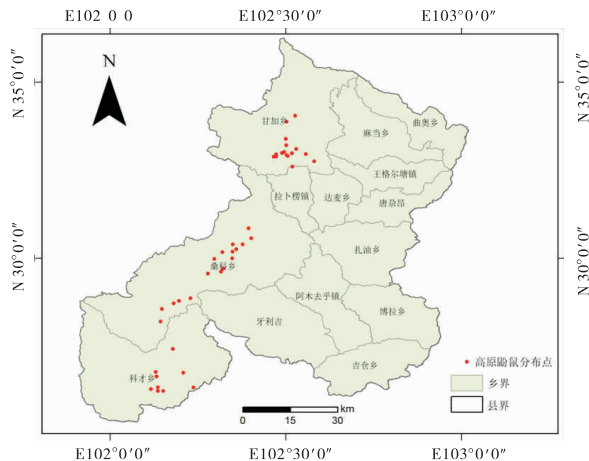 E102 0 0 E102°30′0″ E103°0′0″
N 35°0′0″
N 35°0′0″
N
甘加乡
麻当乡
曲奥乡
王格尔塘镇
拉卜楞镇
达麦乡
唐尕昂
扎油乡
N 30°0′0″
N 30°0′0″
桑科乡
阿木去乎镇
牙利吉
博拉乡
吉仓乡
科才乡
高原鼢鼠分布点
乡界
县界
km
0 15 30
E102°0′0″ E102°30′0″ E103°0′0″